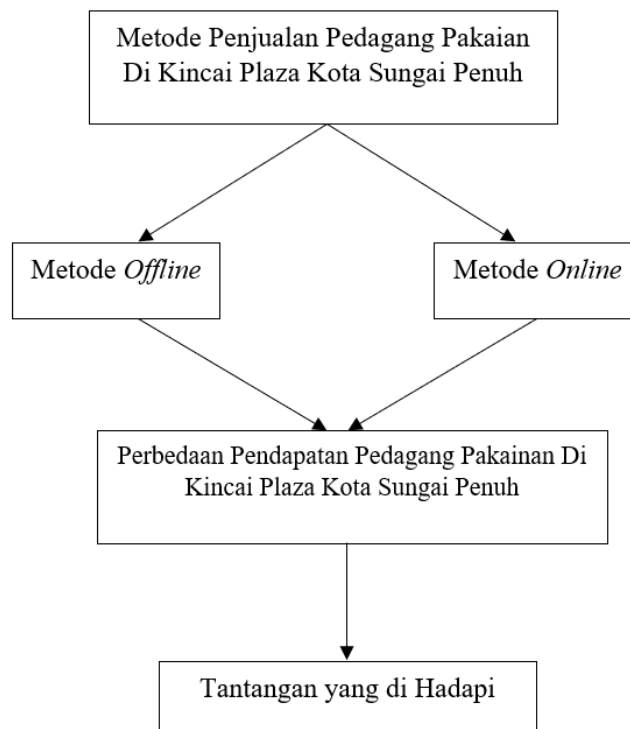 Metode Penjualan Pedagang Pakaian
Di Kincai Plaza Kota Sungai Penuh
Metode Offline
Metode Online
Perbedaan Pendapatan Pedagang Pakainan Di
Kincai Plaza Kota Sungai Penuh
Tantangan yang di Hadapi